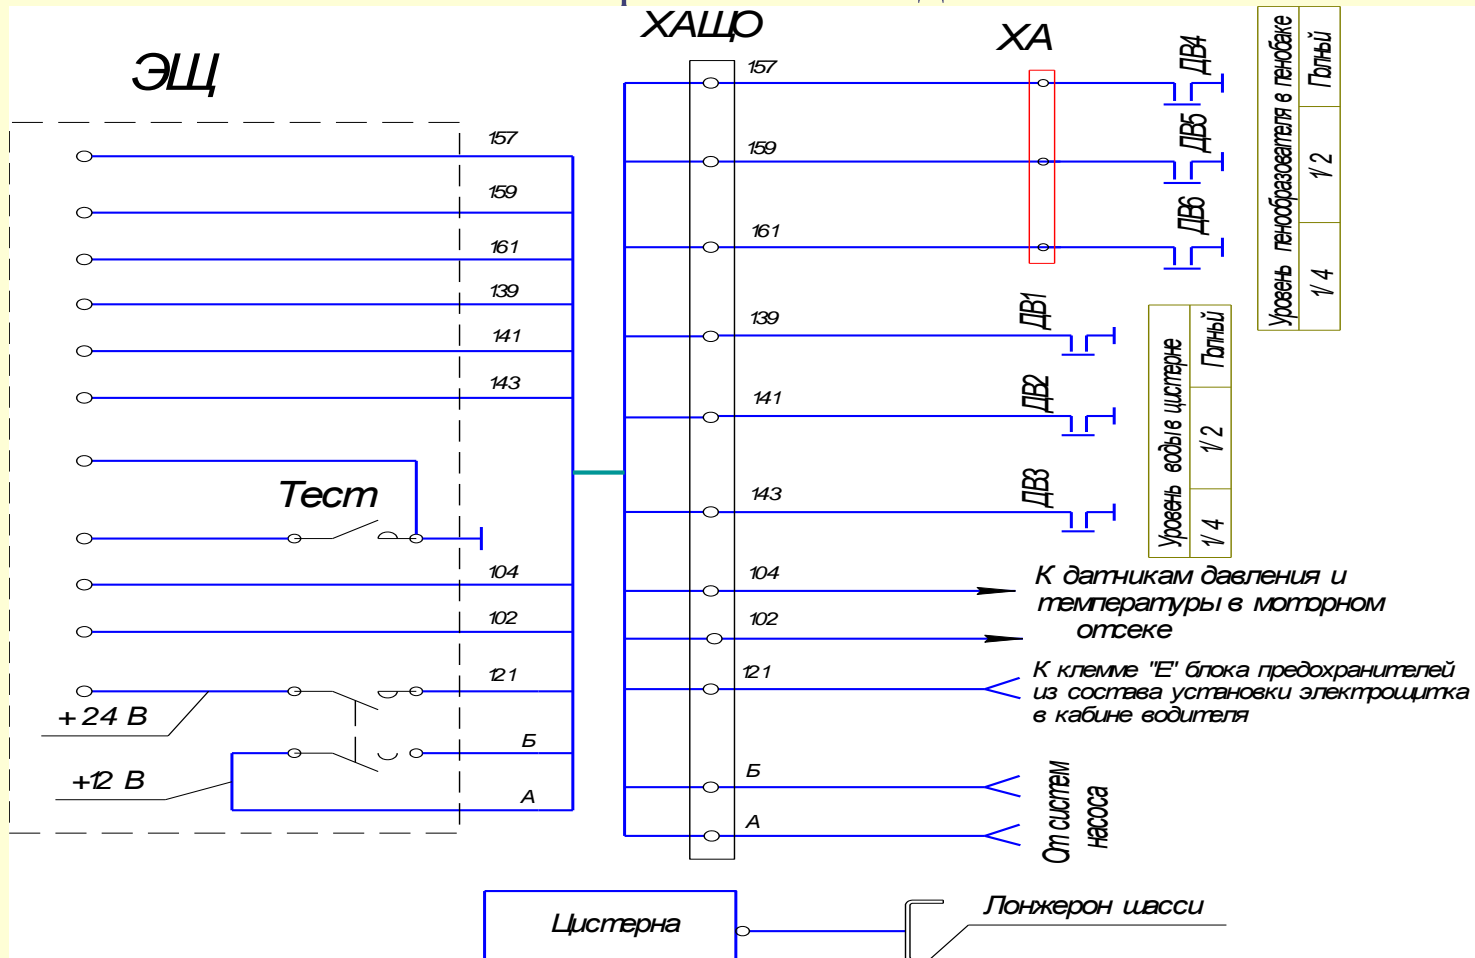 ЭЩ
157
159
161
139
141
143
Тест
104
102
121
+24 В
Б
+12 В
А
ХАЩО
ХА
157
159
161
139
141
143
104
102
121
Б
А
ДВ4
ДВ5
ДВ6
ДВ1
ДВ2
ДВ3
Уровень пенобразователя в пенобаке
Полный
1/2
1/4
Уровень воды в цистерне
Полный
1/2
1/4
К датчикам давления и
температуры в моторном
отсеке
К клемме "Е" блока предохранителей
из состава установки электрощитка
в кабине водителя
От систем
насоса
Цистерна
Лонжерон шасси